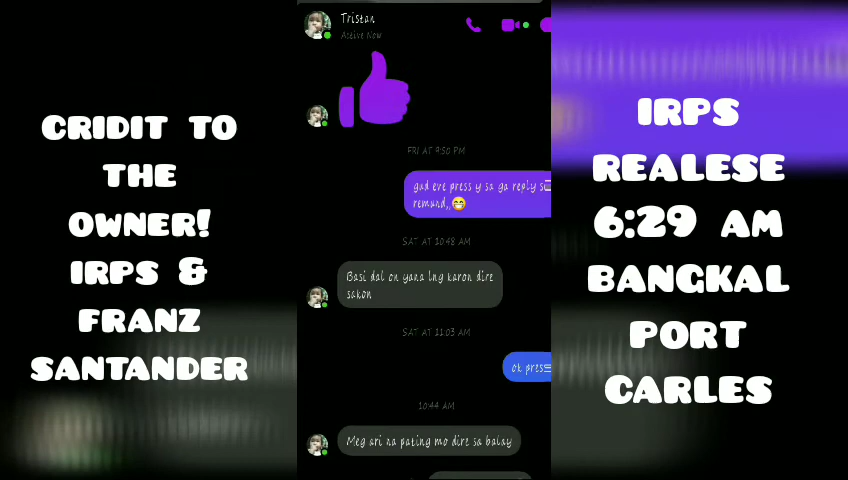 CRIDIT TO
THE
OWNER!
IRPS &
FRANZ
SANTANDER
Tristan
Active Now
FRI AT 9:50 PM
gud eve press y sa ga reply
remund,,😁
SAT AT 10:48 AM
Basi dal on yana lng karon dire
sakon
SAT AT 11:03 AM
ok press
10:44 AM
Meg ari na pating mo dire sa balay
IRPS
REALESE
6:29 AM
BANGKAL
PORT
CARLES